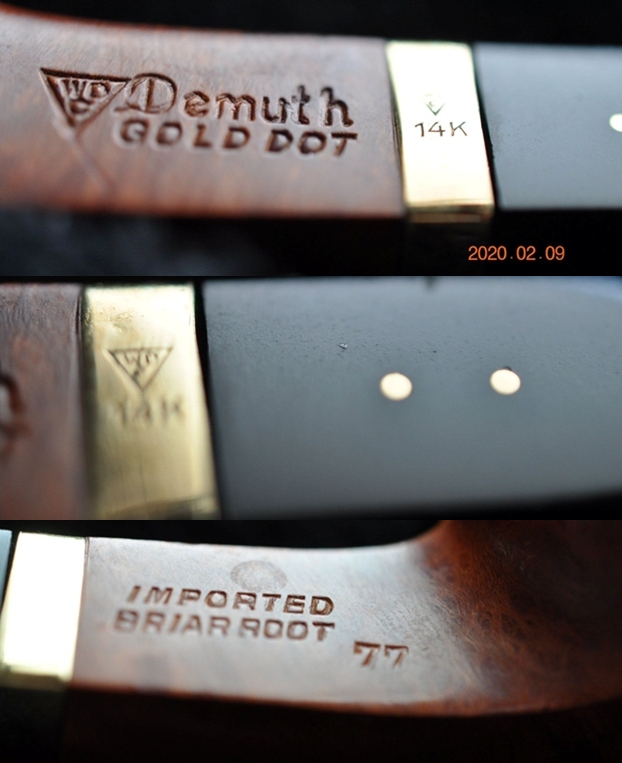 WDC Demuth
GOLD DOT
14K
2020.02.09
WDC
14K
IMPORTED
BRIAR ROOT
77